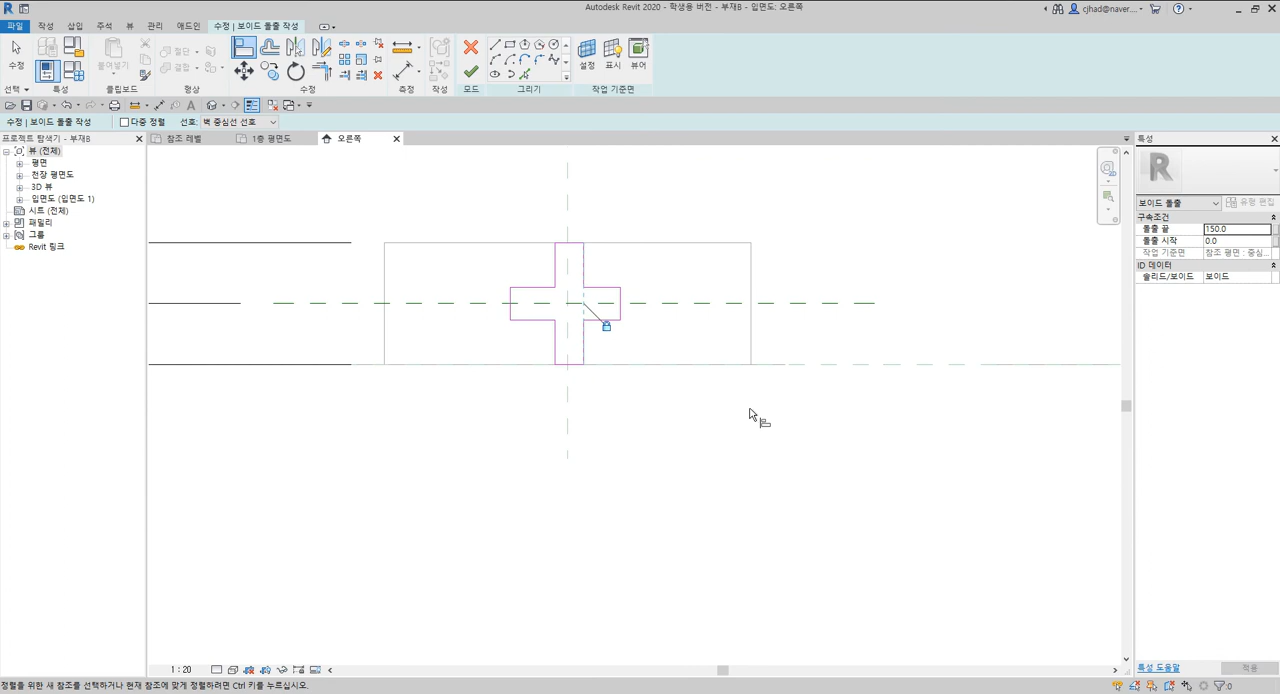 Autodesk Revit 2020 - 학생용 버전 - 부재B - 입면도: 오른쪽
cjhad@naver....
파일 작성 삽입 주석 뷰 관리 애드인 수정 | 보이드 돌출 작성
수정
붙여넣기
절단
결합
선택 특성 클립보드 형상 수정 측정 작성 모드 그리기 작업 기준면
설정 표시 뷰어
수정 | 보이드 돌출 작성 다중 정렬 선호: 벽 중심선 선호
프로젝트 탐색기 - 부재B
참조 레벨 1층 평면도 오른쪽
특성
뷰 (전체)
평면
천장 평면도
3D 뷰
입면도 (입면도 1)
시트 (전체)
패밀리
그룹
Revit 링크
보이드 돌출 유형 편집
구속조건
돌출 끝 150.0
돌출 시작 0.0
작업 기준면 참조 평면 : 중심...
ID 데이터
솔리드/보이드 보이드
1 : 20
특성 도움말 적용
정렬을 위한 새 참조를 선택하거나 현재 참조에 맞게 정렬하려면 Ctrl 키를 누르십시오.
:0